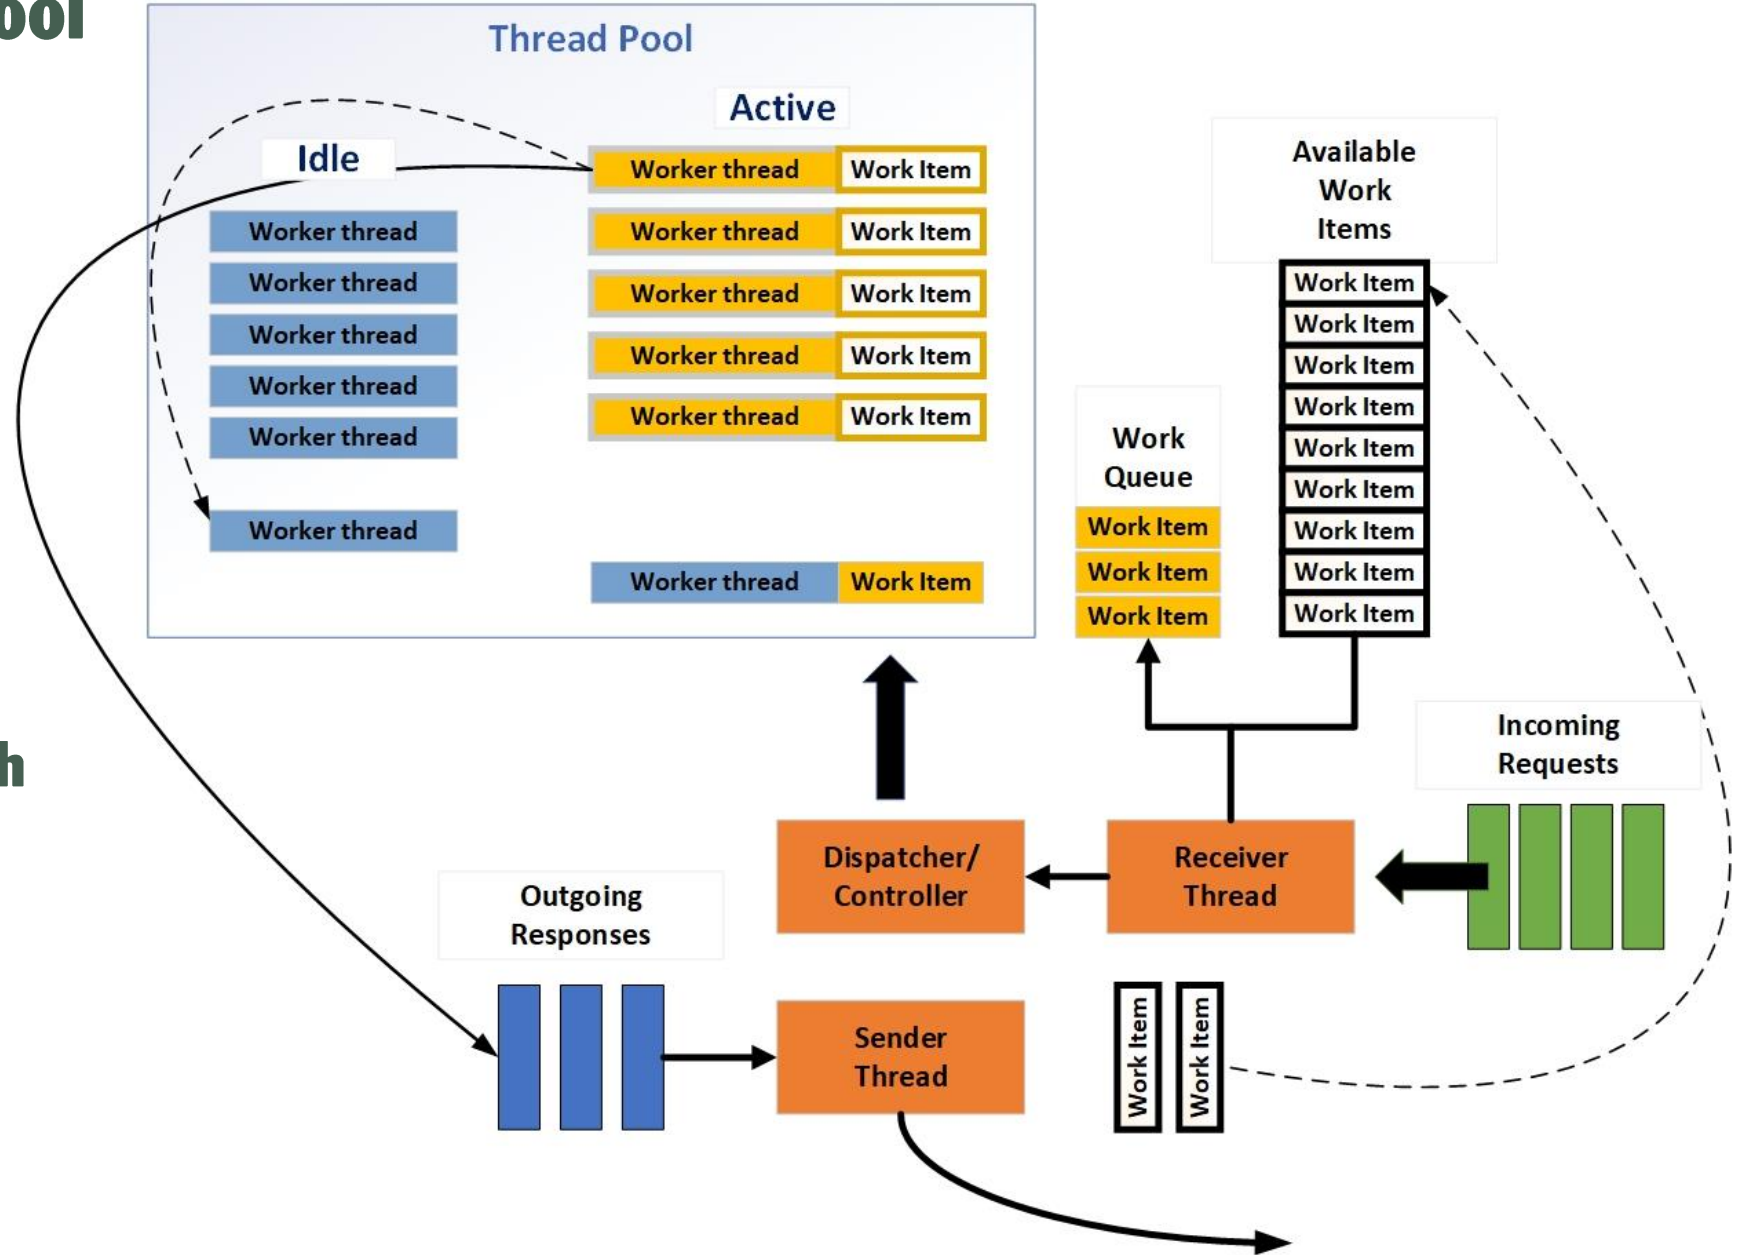 ool
h
Thread Pool
Idle
Worker thread
Worker thread
Worker thread
Worker thread
Worker thread
Worker thread
Active
Worker thread Work Item
Worker thread Work Item
Worker thread Work Item
Worker thread Work Item
Worker thread Work Item
Worker thread Work Item
Work
Queue
Work Item
Work Item
Work Item
Available
Work
Items
Work Item
Work Item
Work Item
Work Item
Work Item
Work Item
Work Item
Work Item
Work Item
Incoming
Requests
Dispatcher/
Controller
Receiver
Thread
Outgoing
Responses
Sender
Thread
Work Item
Work Item